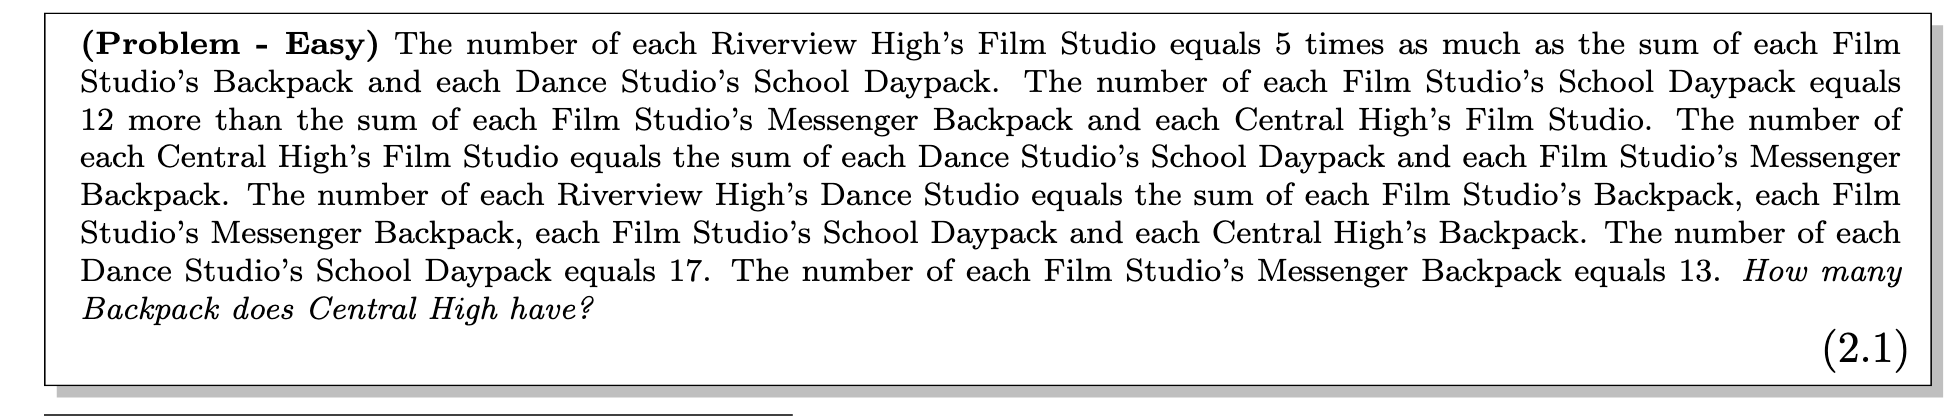 (Problem - Easy) The number of each Riverview High's Film Studio equals 5 times as much as the sum of each Film
Studio's Backpack and each Dance Studio's School Daypack. The number of each Film Studio's School Daypack equals
12 more than the sum of each Film Studio's Messenger Backpack and each Central High's Film Studio. The number of
each Central High's Film Studio equals the sum of each Dance Studio's School Daypack and each Film Studio's Messenger
Backpack. The number of each Riverview High's Dance Studio equals the sum of each Film Studio's Backpack, each Film
Studio's Messenger Backpack, each Film Studio's School Daypack and each Central High's Backpack. The number of each
Dance Studio's School Daypack equals 17. The number of each Film Studio's Messenger Backpack equals 13. How many
Backpack does Central High have?
(2.1)